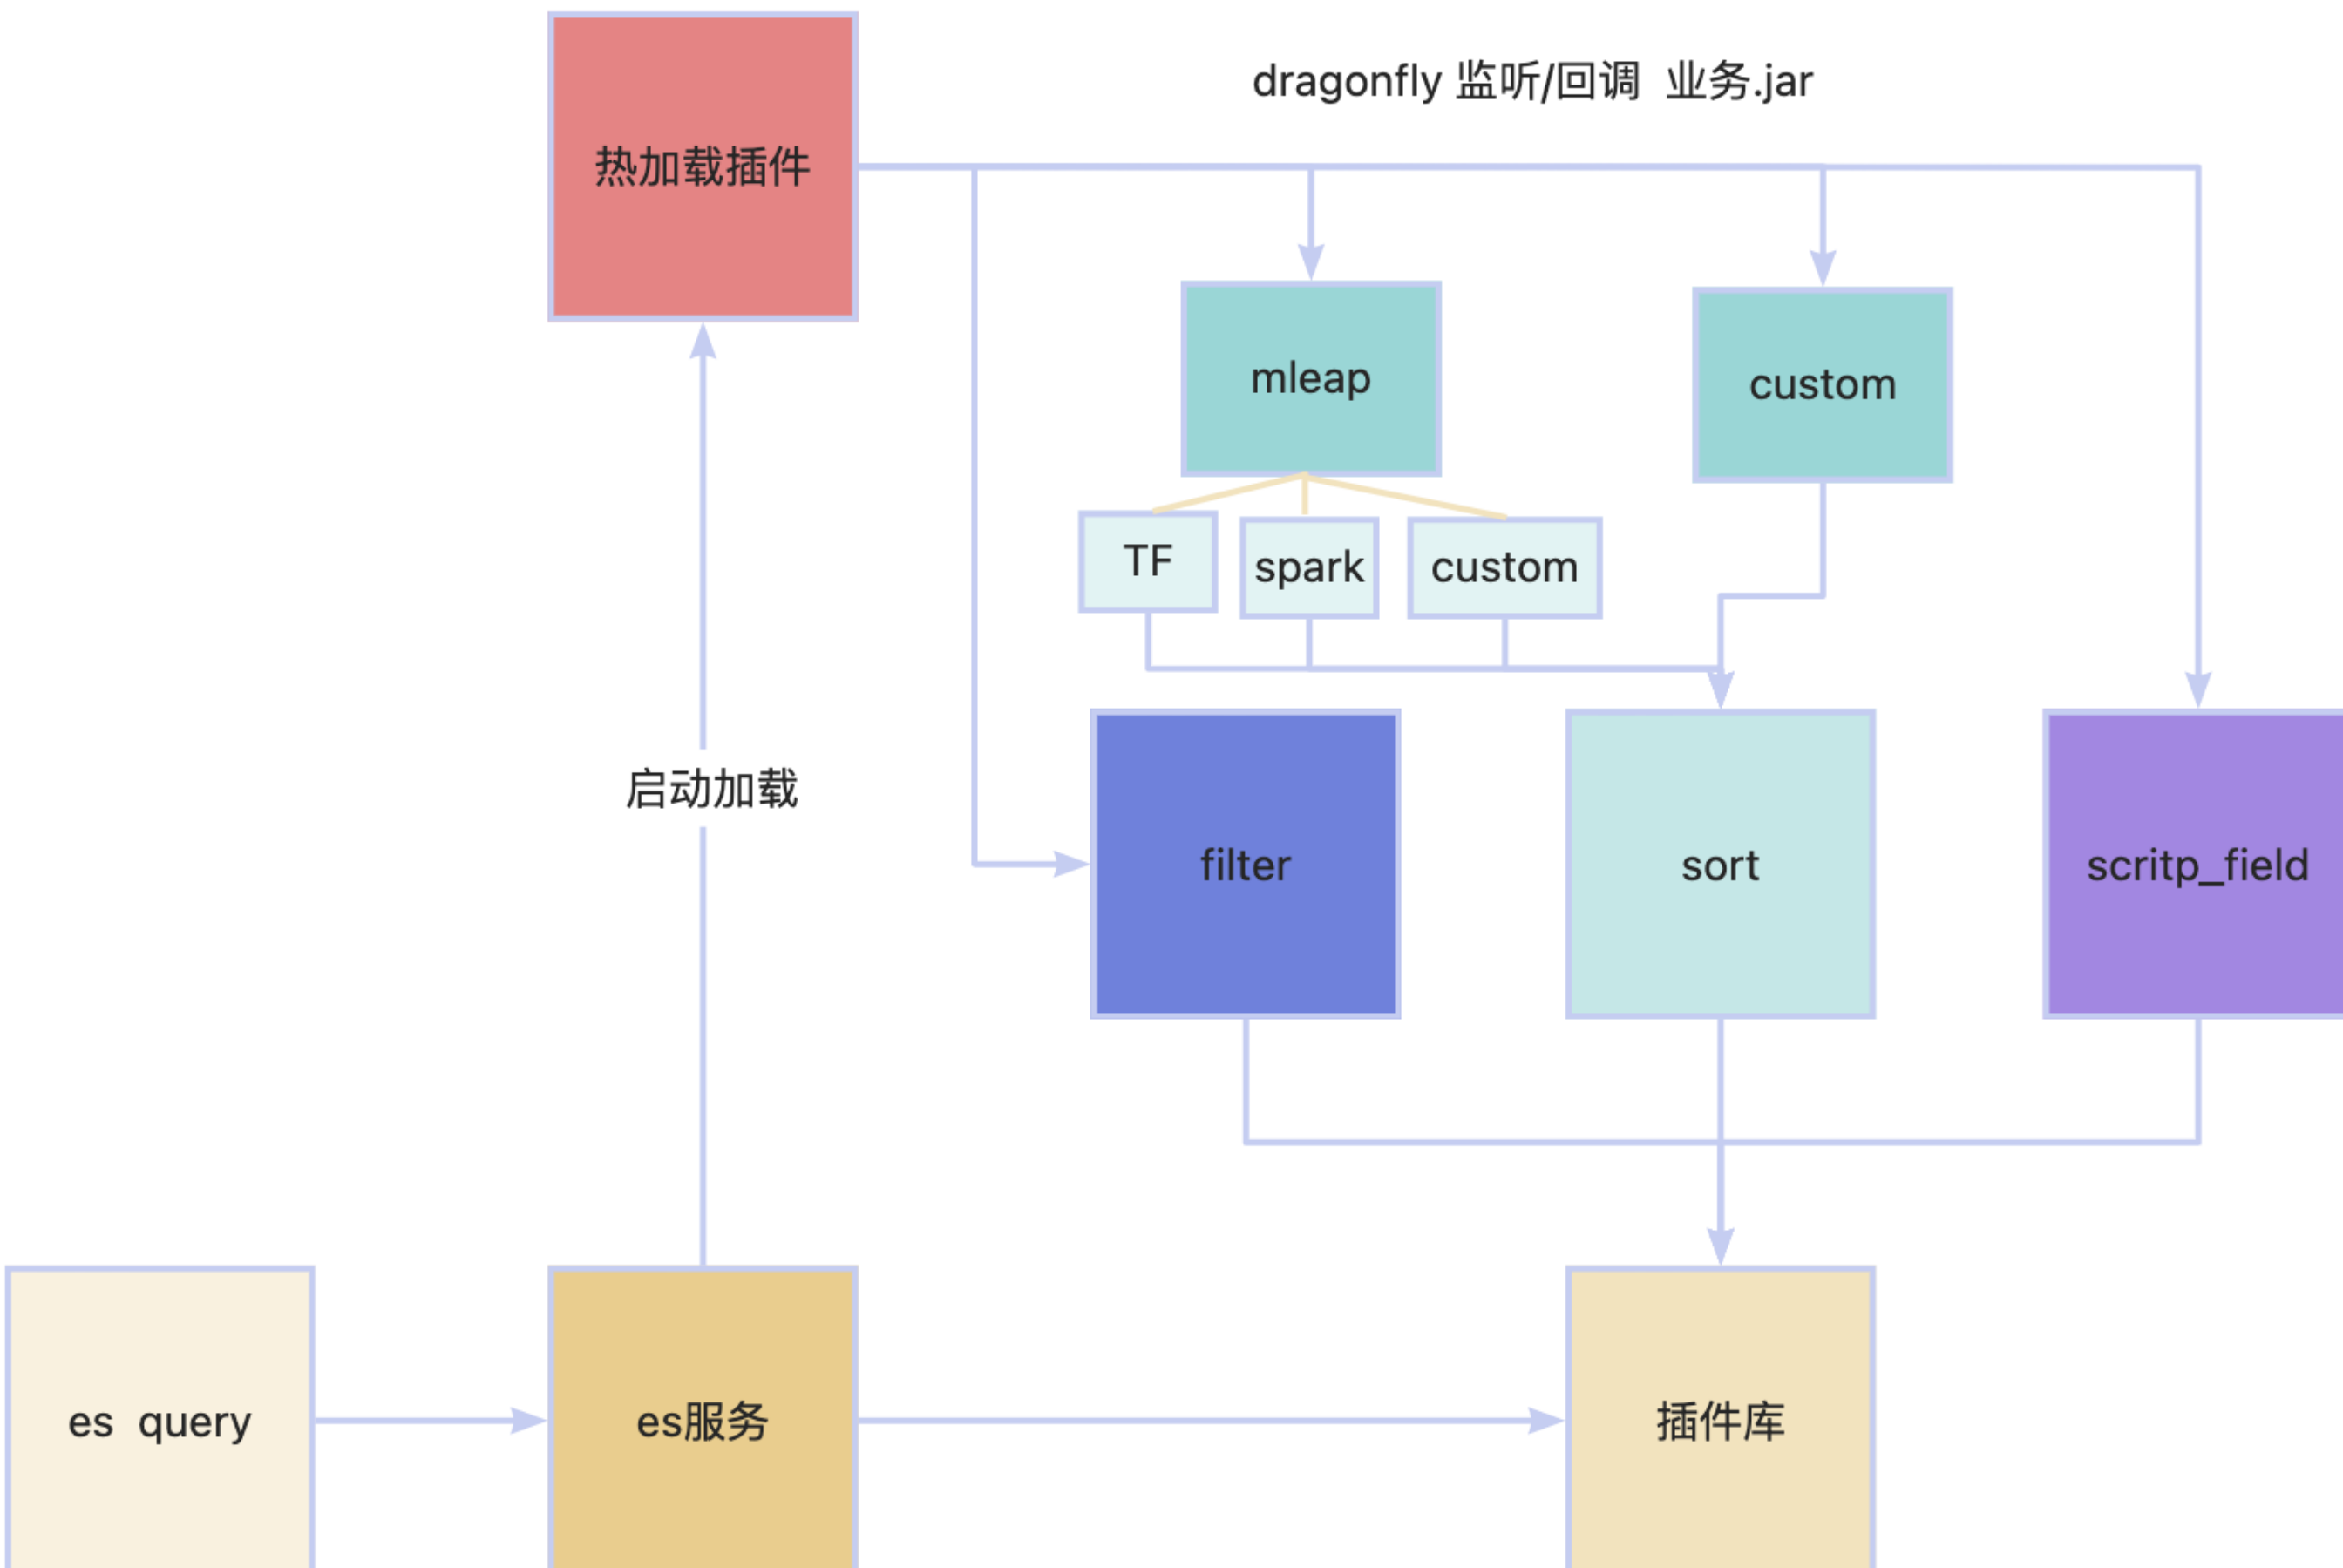 dragonfly 监听/回调 业务.jar
热加载插件
mleap
custom
TF
spark
custom
启动加载
filter
sort
scritp_field
es query
es服务
插件库